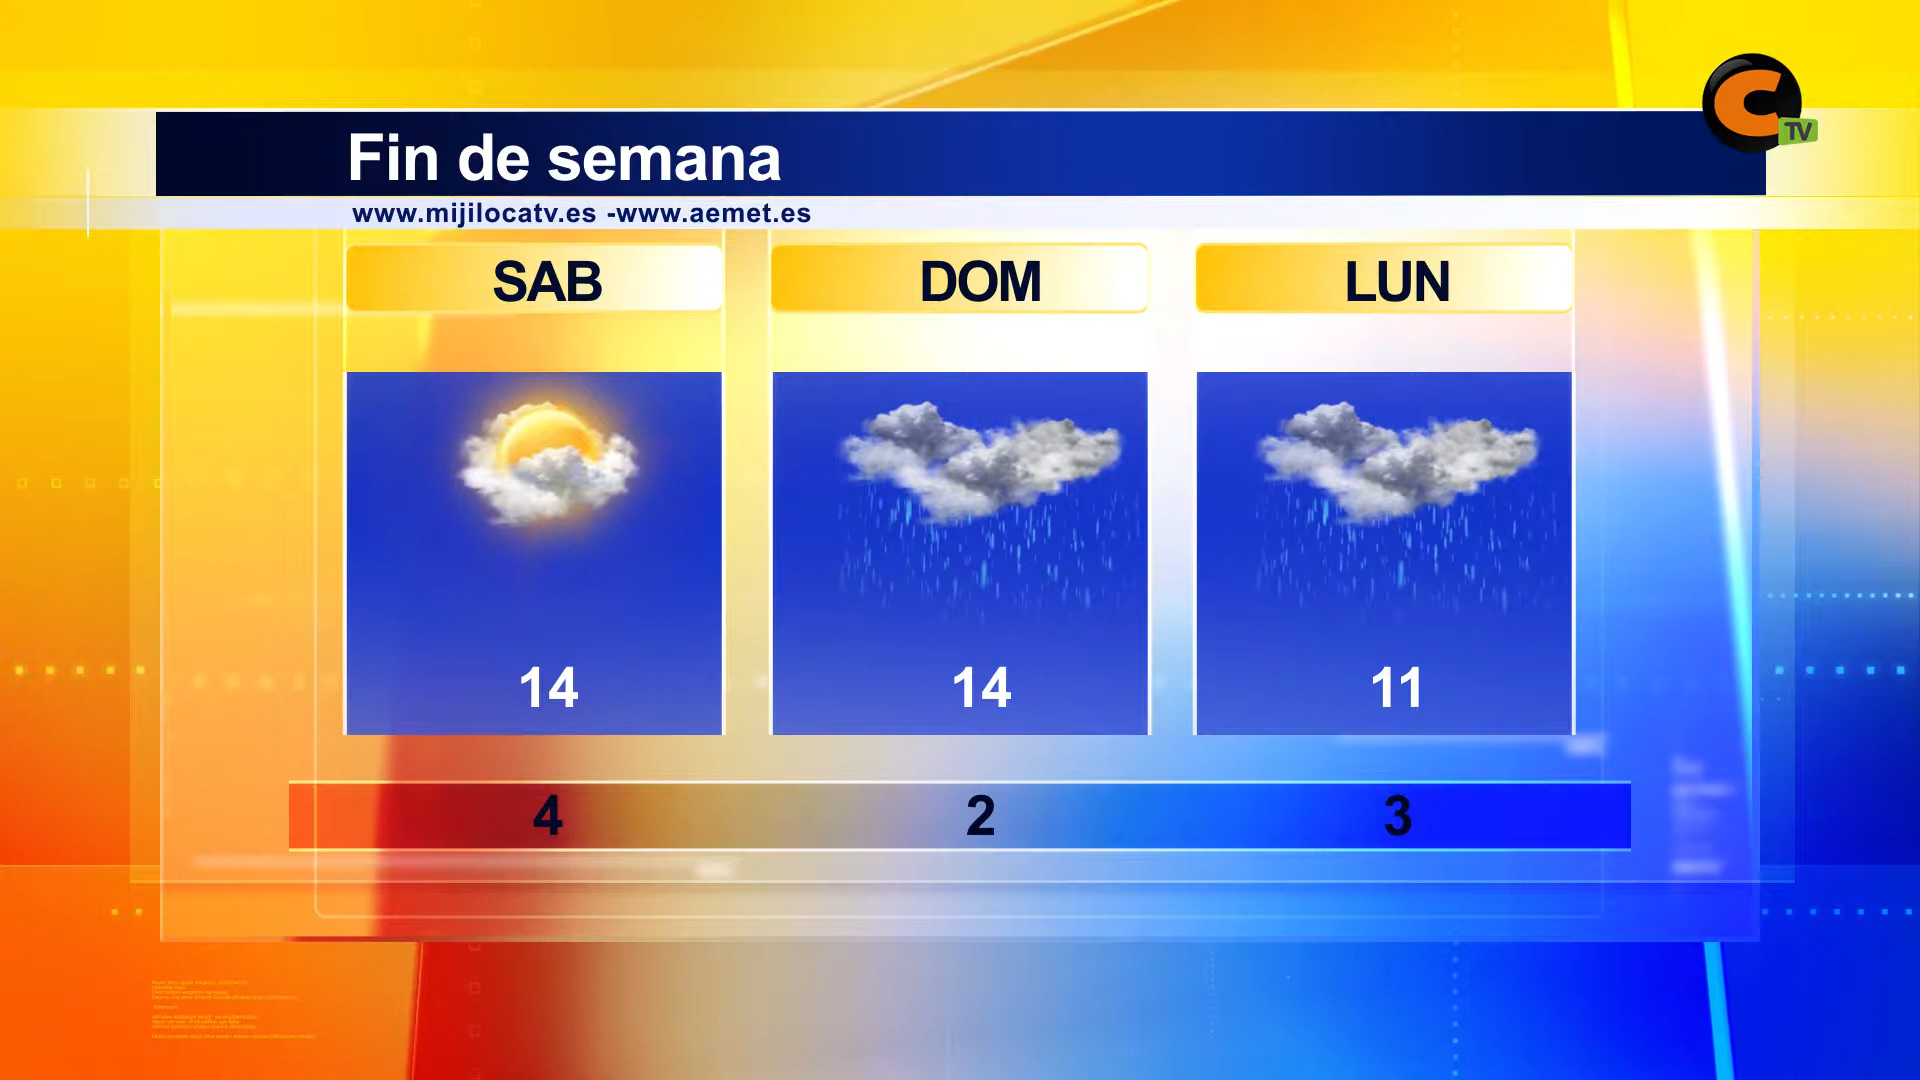 C TV
Fin de semana
www.mijilocatv.es -www.aemet.es
SAB DOM LUN
14 14 11
4 2 3